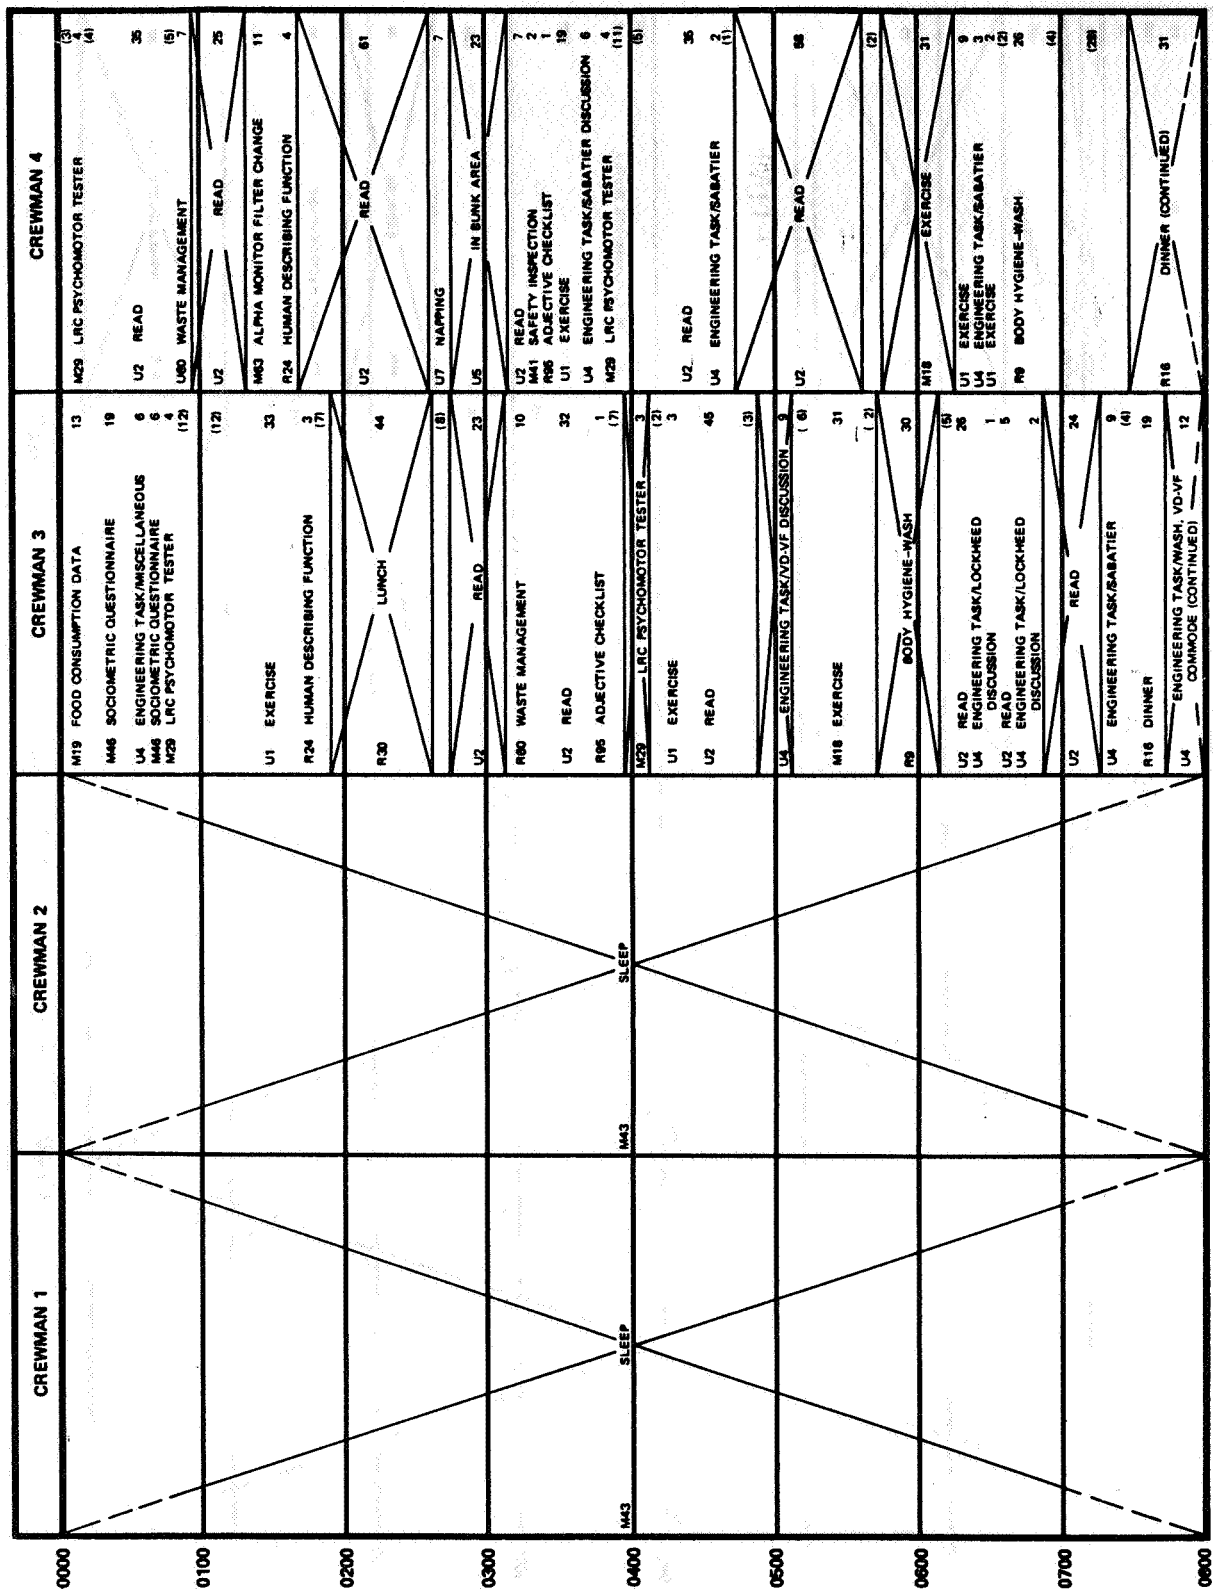 CREWMAN 1
CREWMAN 2
CREWMAN 3
CREWMAN 4
0000
0100
0200
0300
0400
0500
0600
0700
0800
M43 SLEEP
M43 SLEEP
M19 FOOD CONSUMPTION DATA 13
M46 SOCIOMETRIC QUESTIONNAIRE 19
U4 ENGINEERING TASK/MISCELLANEOUS 6
M46 SOCIOMETRIC QUESTIONNAIRE 6
M29 LRC PSYCHOMOTOR TESTER 4
(12)
(12)
U1 EXERCISE 33
R24 HUMAN DESCRIBING FUNCTION 3
(7)
R30 LUNCH 44
(8)
U2 READ 23
R60 WASTE MANAGEMENT 10
U2 READ 32
R95 ADJECTIVE CHECKLIST 1
(7)
M29 LRC PSYCHOMOTOR TESTER 3
(2)
U1 EXERCISE 3
U2 READ 45
(3)
U4 ENGINEERING TASK/VD-VF DISCUSSION 9
(6)
M18 EXERCISE 31
(2)
R9 BODY HYGIENE-WASH 30
(5)
U2 READ 26
U4 ENGINEERING TASK/LOCKHEED
DISCUSSION 1
U2 READ 5
U4 ENGINEERING TASK/LOCKHEED
DISCUSSION 2
U2 READ 24
U4 ENGINEERING TASK/SABATIER 9
(4)
R16 DINNER 19
U4 ENGINEERING TASK/WASH, VD-VF
COMMODE (CONTINUED) 12
(3)
M29 LRC PSYCHOMOTOR TESTER 4
(4)
U2 READ 35
(5)
U60 WASTE MANAGEMENT 7
U2 READ 25
M63 ALPHA MONITOR FILTER CHANGE 11
R24 HUMAN DESCRIBING FUNCTION 4
U2 READ 61
U7 NAPPING 7
U5 IN BUNK AREA 23
U2 READ 7
M41 SAFETY INSPECTION 2
R95 ADJECTIVE CHECKLIST 1
U1 EXERCISE 19
U4 ENGINEERING TASK/SABATIER DISCUSSION 6
M29 LRC PSYCHOMOTOR TESTER 4
(11)
(5)
U2 READ 35
U4 ENGINEERING TASK/SABATIER 2
(1)
U2 READ
(2)
M18 EXERCISE 31
U1 EXERCISE 9
U4 ENGINEERING TASK/SABATIER 3
U1 EXERCISE 2
(2)
R9 BODY HYGIENE-WASH 26
(4)
R16 DINNER (CONTINUED) 31